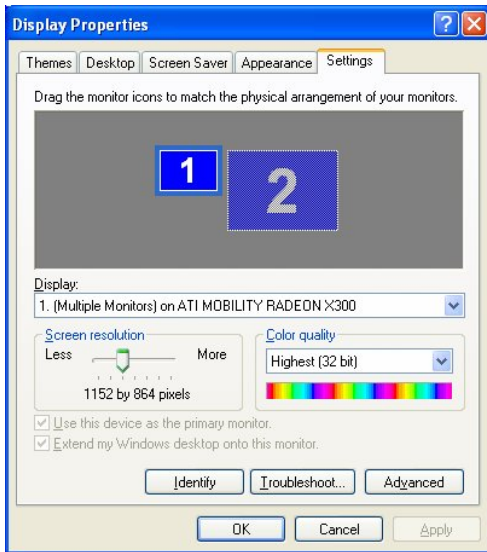 Display Properties
Themes Desktop Screen Saver Appearance Settings
Drag the monitor icons to match the physical arrangement of your monitors.
1 2
Display:
1. (Multiple Monitors) on ATI MOBILITY RADEON X300
Screen resolution
Less More
1152 by 864 pixels
Color quality
Highest (32 bit)
Use this device as the primary monitor.
Extend my Windows desktop onto this monitor.
Identify Troubleshoot... Advanced
OK Cancel Apply